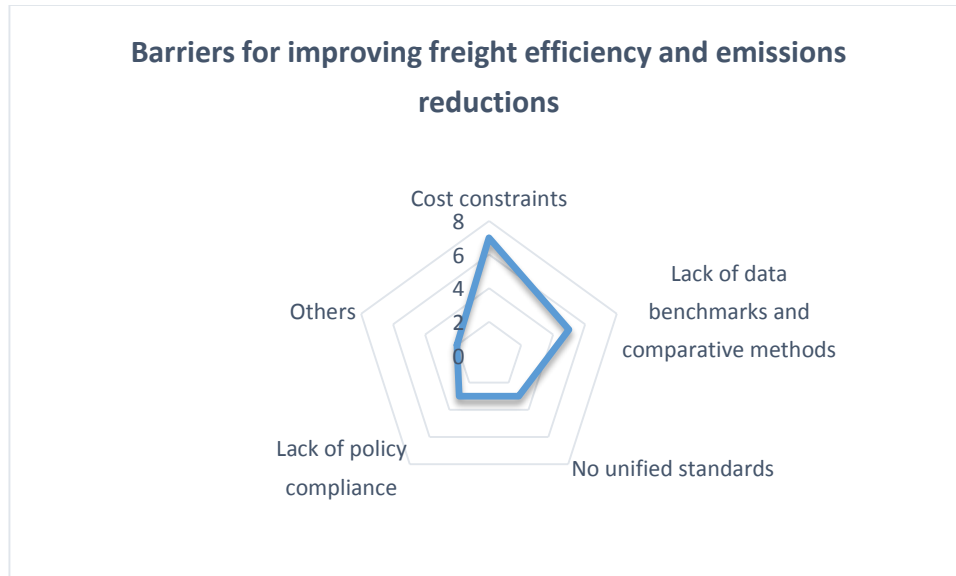 Barriers for improving freight efficiency and emissions
reductions
Cost constraints
8
6
4
2
0
Lack of data
benchmarks and
comparative methods
No unified standards
Lack of policy
compliance
Others